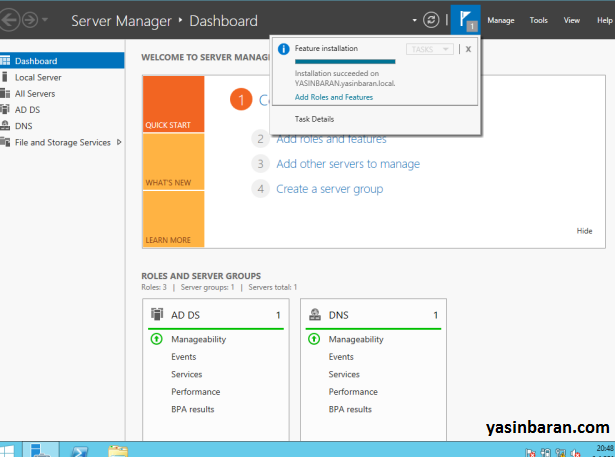 Server Manager ▸ Dashboard
1
Manage Tools View Help
Dashboard
Local Server
All Servers
AD DS
DNS
File and Storage Services
Feature installation
TASKS
X
Installation succeeded on
YASINBARAN.yasinbaran.local.
Add Roles and Features
Task Details
WELCOME TO SERVER MANAG
QUICK START
WHAT'S NEW
LEARN MORE
1 Co
2 Add roles and features
3 Add other servers to manage
4 Create a server group
Hide
ROLES AND SERVER GROUPS
Roles: 3 | Server groups: 1 | Servers total: 1
AD DS 1
Manageability
Events
Services
Performance
BPA results
DNS 1
Manageability
Events
Services
Performance
BPA results
yasinbaran.com
20:48